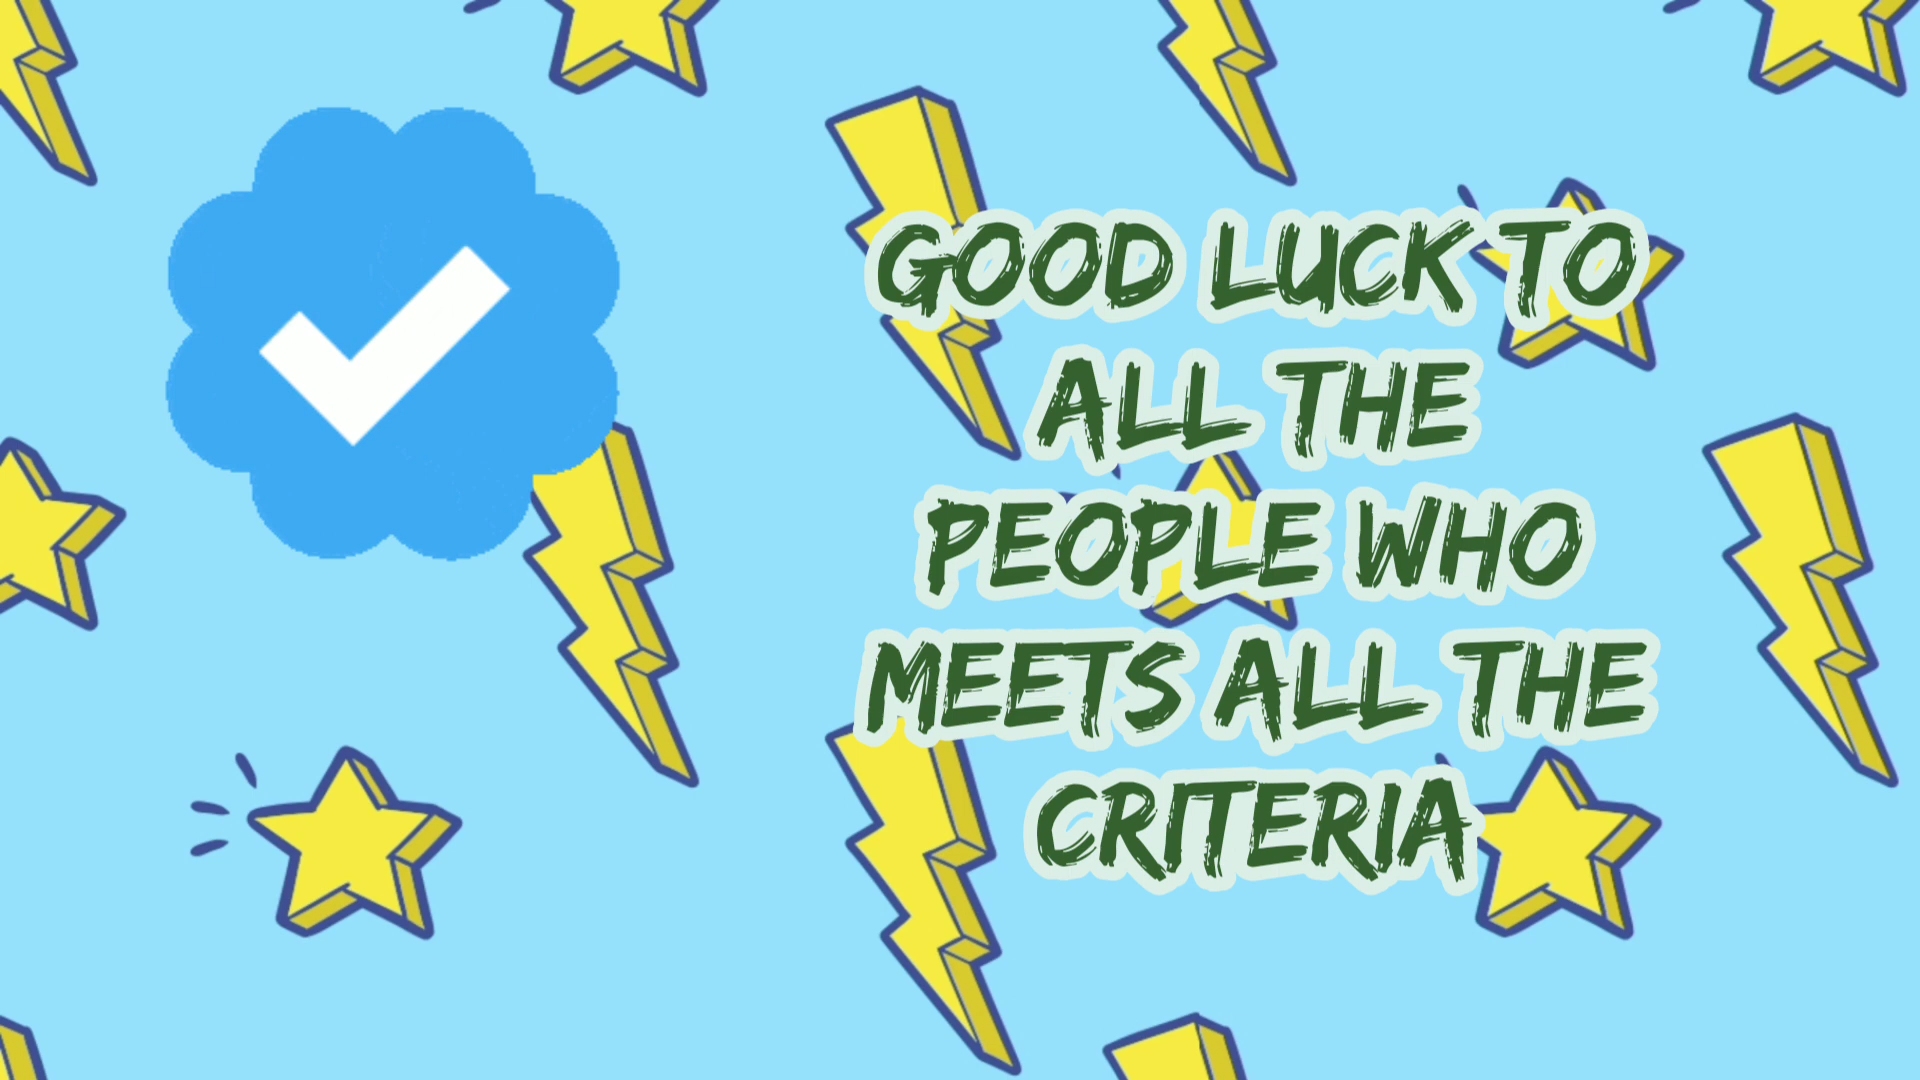 GOOD LUCK TO
ALL THE
PEOPLE WHO
MEETS ALL THE
CRITERIA